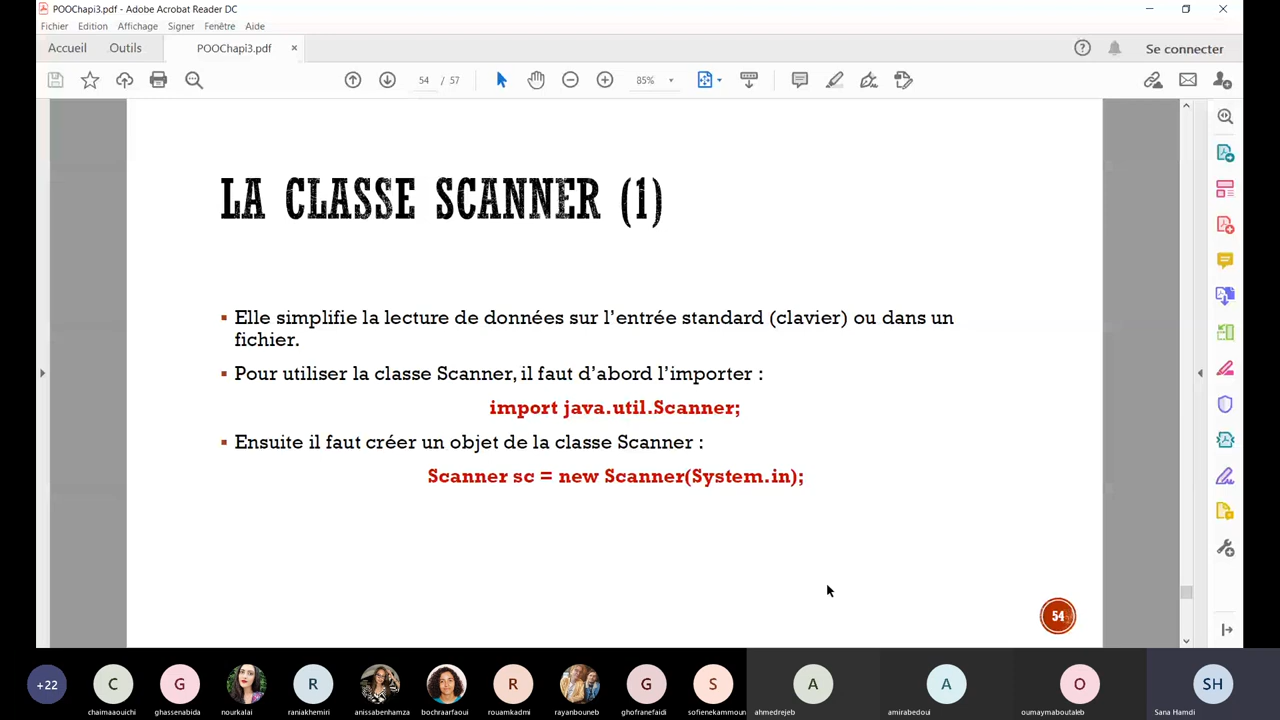 POOChapi3.pdf - Adobe Acrobat Reader DC
Fichier Edition Affichage Signer Fenêtre Aide
Accueil Outils POOChapi3.pdf × Se connecter
54 / 57 85%
LA CLASSE SCANNER (1)
▪ Elle simplifie la lecture de données sur l’entrée standard (clavier) ou dans un
fichier.
▪ Pour utiliser la classe Scanner, il faut d’abord l’importer :
import java.util.Scanner;
▪ Ensuite il faut créer un objet de la classe Scanner :
Scanner sc = new Scanner(System.in);
54
+22 C G R R G S A A O SH
chaimaaouichi ghassenabida nourkalai raniakhemiri anissabenhamza bochraarfaoui rouamkadmi rayanbouneb ghofranefaidi sofienekammoun ahmedrejeb amirabedoui oumaymaboutaleb Sana Hamdi